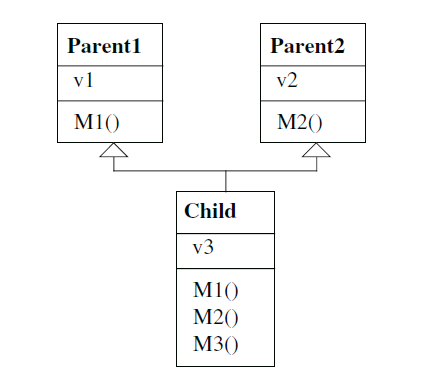 Parent1
v1
M1()
Parent2
v2
M2()
Child
v3
M1()
M2()
M3()